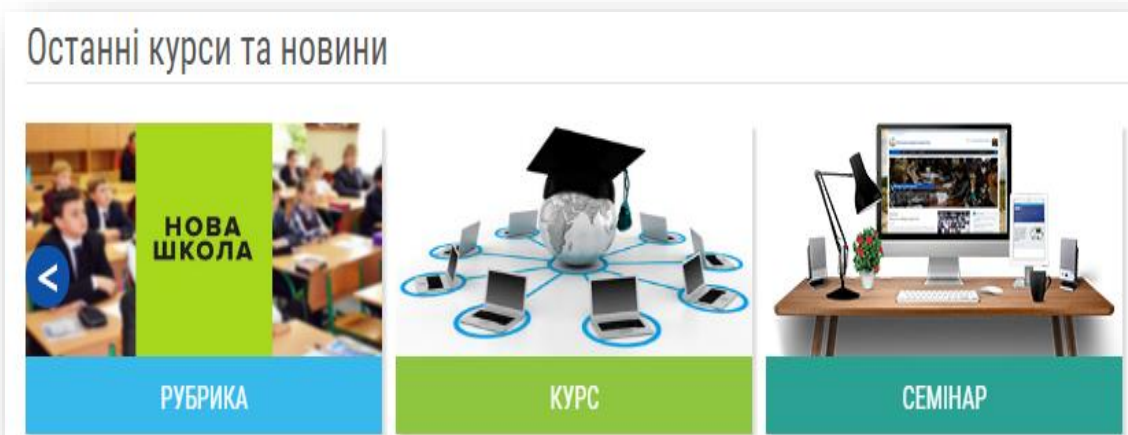 Останні курси та новини
НОВА
ШКОЛА
РУБРИКА
КУРС
СЕМІНАР